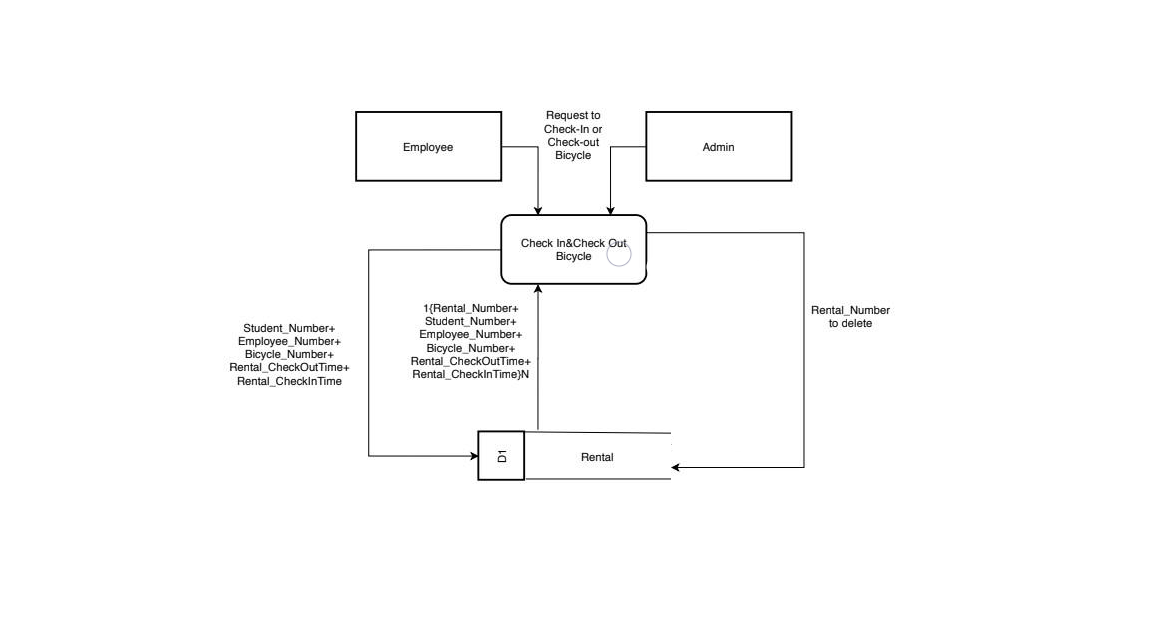 Request to
Check-In or
Check-out
Bicycle
Employee
Admin
Check In&Check Out
Bicycle
1{Rental_Number+
Student_Number+
Employee_Number+
Bicycle_Number+
Rental_CheckOutTime+
Rental_CheckInTime}N
Rental_Number
to delete
Student_Number+
Employee_Number+
Bicycle_Number+
Rental_CheckOutTime+
Rental_CheckInTime
D1
Rental